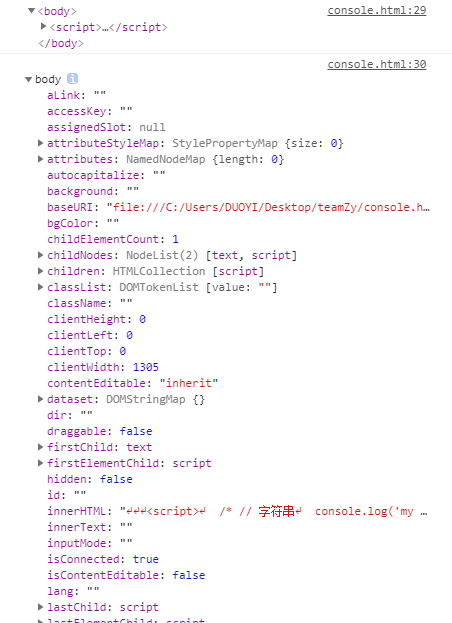 ▼<body> console.html:29
▶<script>…</script>
</body>
console.html:30
▼body i
aLink: ""
accessKey: ""
assignedSlot: null
▶attributeStyleMap: StylePropertyMap {size: 0}
▶attributes: NamedNodeMap {length: 0}
autocapitalize: ""
background: ""
baseURI: "file:///C:/Users/DUOYI/Desktop/teamZy/console.h…
bgColor: ""
childElementCount: 1
▶childNodes: NodeList(2) [text, script]
▶children: HTMLCollection [script]
▶classList: DOMTokenList [value: ""]
className: ""
clientHeight: 0
clientLeft: 0
clientTop: 0
clientWidth: 1305
contentEditable: "inherit"
▶dataset: DOMStringMap {}
dir: ""
draggable: false
▶firstChild: text
▶firstElementChild: script
hidden: false
id: ""
innerHTML: "↲↲↲<script>↲ /* // 字符串↲ console.log('my …
innerText: ""
inputMode: ""
isConnected: true
isContentEditable: false
lang: ""
▶lastChild: script
▶lastElementChild: script